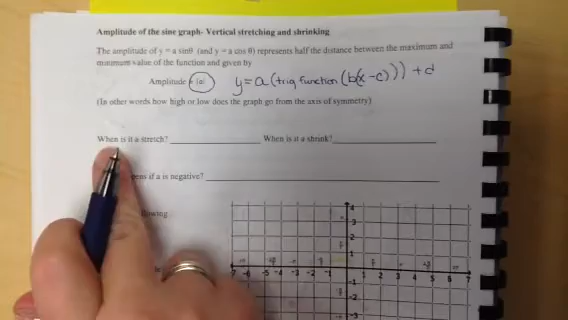 Amplitude of the sine graph- Vertical stretching and shrinking
The amplitude of y = a sinθ (and y = a cos θ) represents half the distance between the maximum and
minimum value of the function and given by
Amplitude = |a| y = a(trig function(b(x-c))) + d
(In other words how high or low does the graph go from the axis of symmetry)
When is it a stretch? When is it a shrink?
pens if a is negative?
llowing
4
3
2
1
-7 -6 -5 -4 -3 -2 -1 1 2 3 4 5 6 7
-1
-2
-3